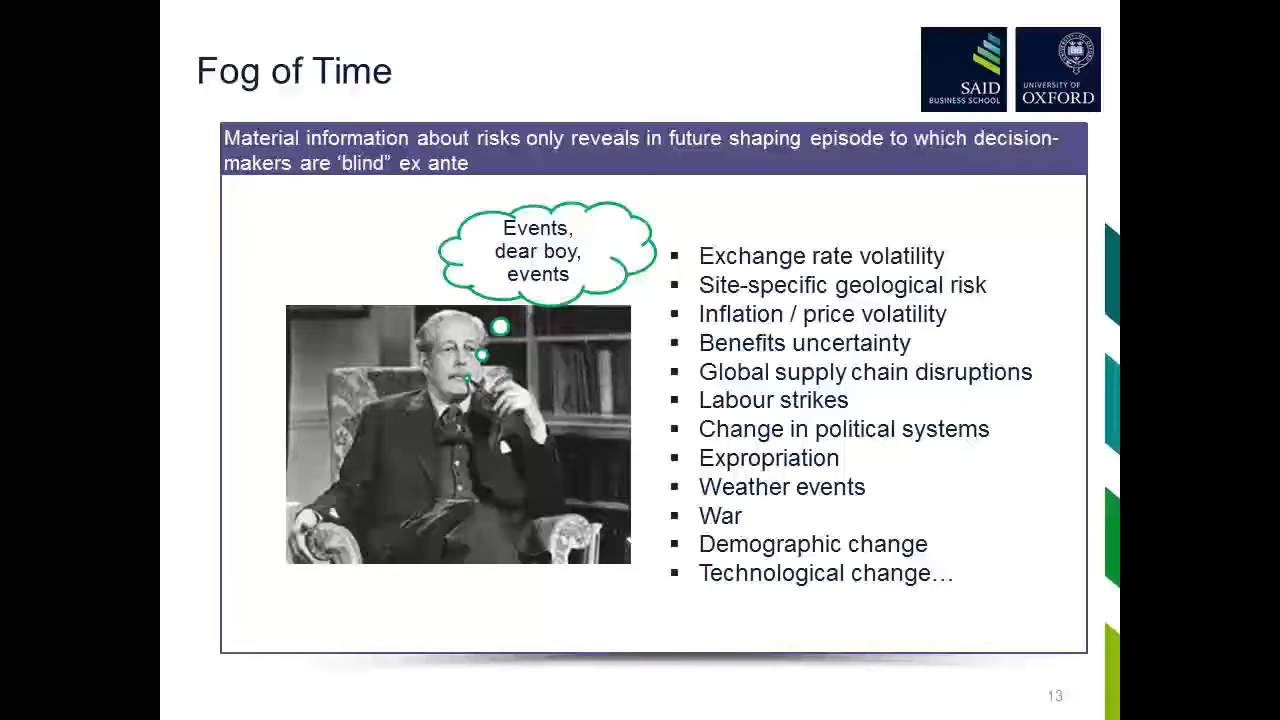 Fog of Time
SAID
BUSINESS SCHOOL
UNIVERSITY OF
OXFORD
Material information about risks only reveals in future shaping episode to which decision-
makers are ‘blind” ex ante
Events,
dear boy,
events
▪ Exchange rate volatility
▪ Site-specific geological risk
▪ Inflation / price volatility
▪ Benefits uncertainty
▪ Global supply chain disruptions
▪ Labour strikes
▪ Change in political systems
▪ Expropriation
▪ Weather events
▪ War
▪ Demographic change
▪ Technological change…
13